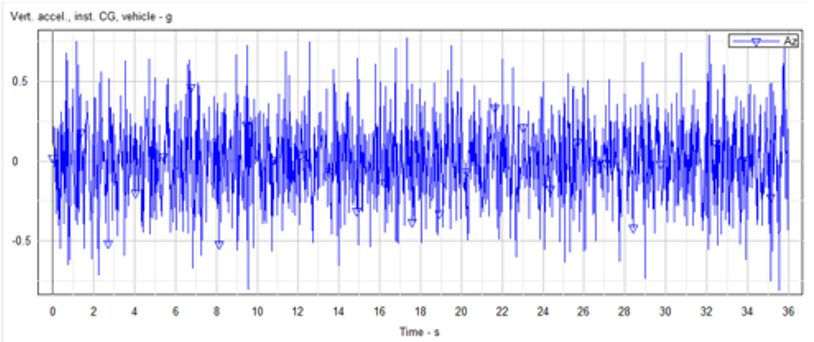 Vert. accel., inst. CG, vehicle - g
Az
0.5
0
-0.5
0 2 4 6 8 10 12 14 16 18 20 22 24 26 28 30 32 34 36
Time - s